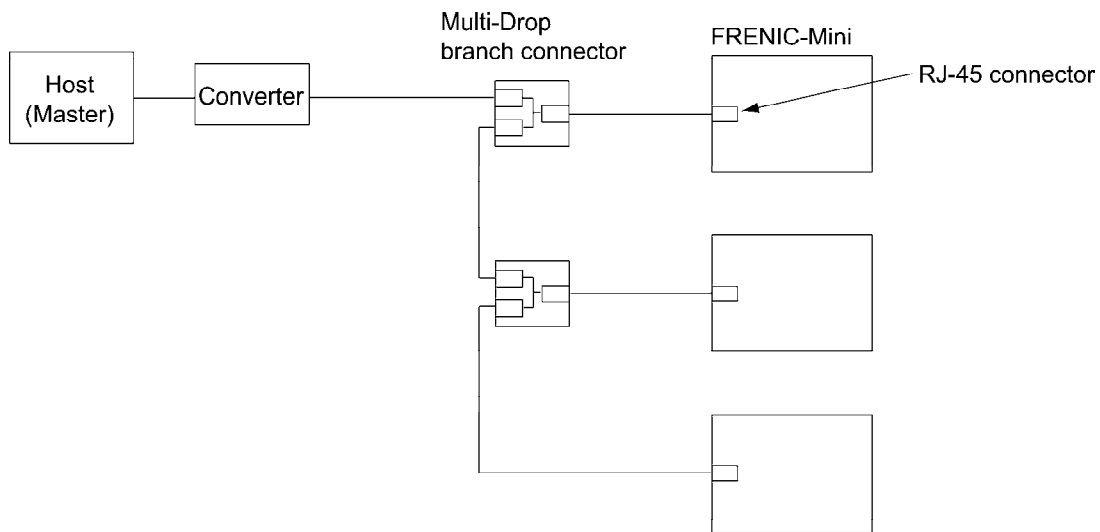 Multi-Drop
branch connector
FRENIC-Mini
Host
(Master)
Converter
RJ-45 connector